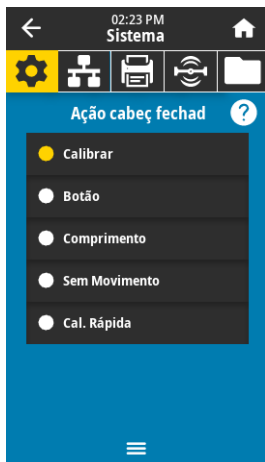 02:23 PM
Sistema
Ação cabeç fechad
?
Calibrar
Botão
Comprimento
Sem Movimento
Cal. Rápida